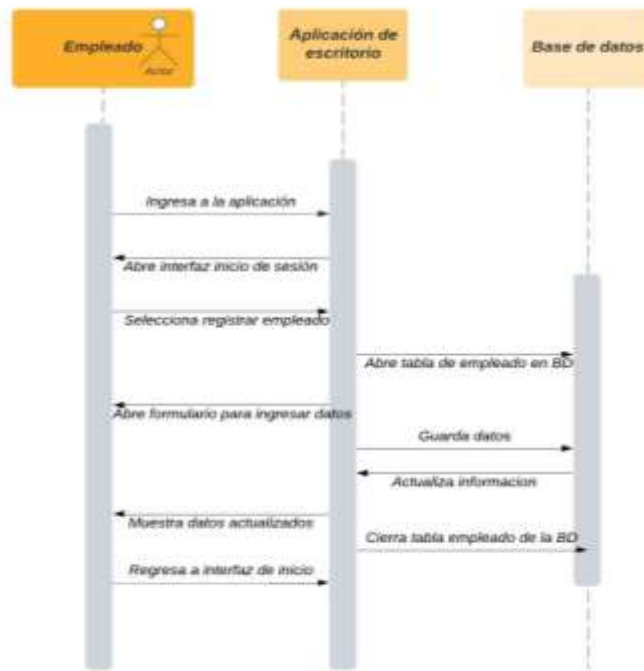 Empleado
Actor
Aplicación de
escritorio
Base de datos
Ingresa a la aplicación
Abre interfaz inicio de sesión
Selecciona registrar empleado
Abre tabla de empleado en BD
Abre formulario para ingresar datos
Guarda datos
Actualiza informacion
Muestra datos actualizados
Cierra tabla empleado de la BD
Regresa a interfaz de inicio